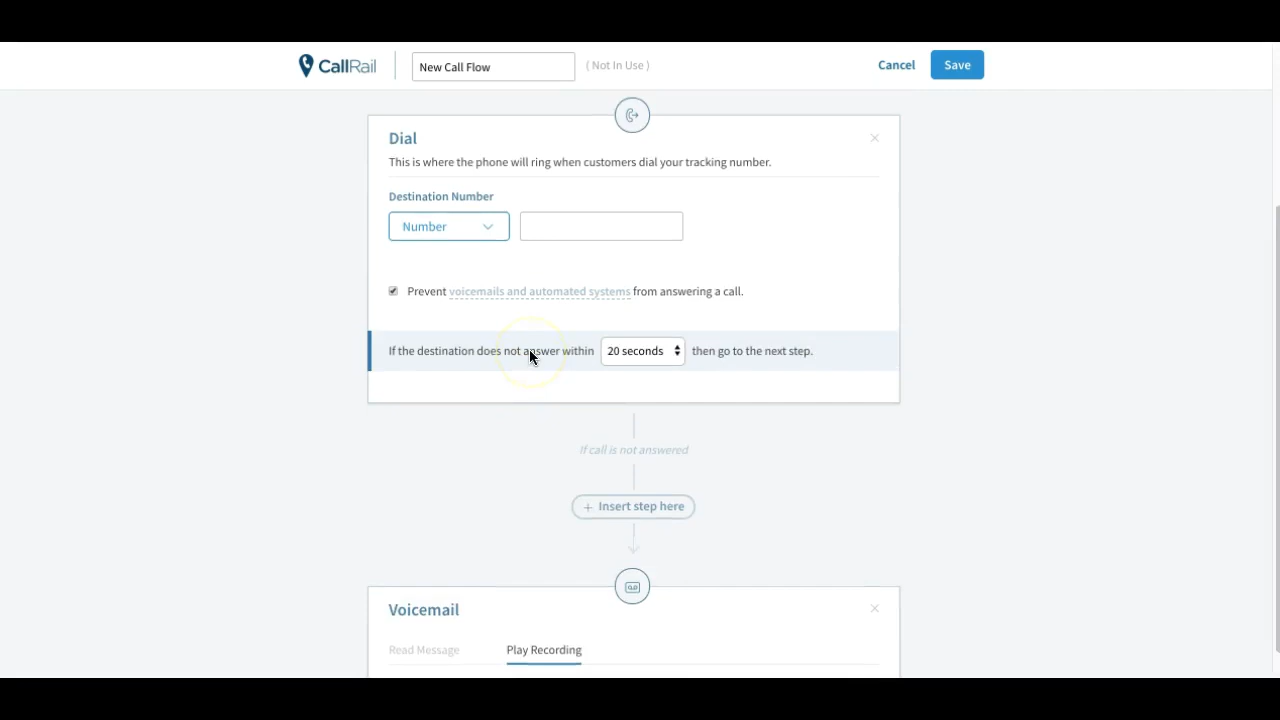 CallRail
New Call Flow
( Not In Use )
Cancel
Save
Dial
This is where the phone will ring when customers dial your tracking number.
Destination Number
Number
Prevent voicemails and automated systems from answering a call.
If the destination does not answer within 20 seconds then go to the next step.
If call is not answered
+ Insert step here
Voicemail
Read Message
Play Recording